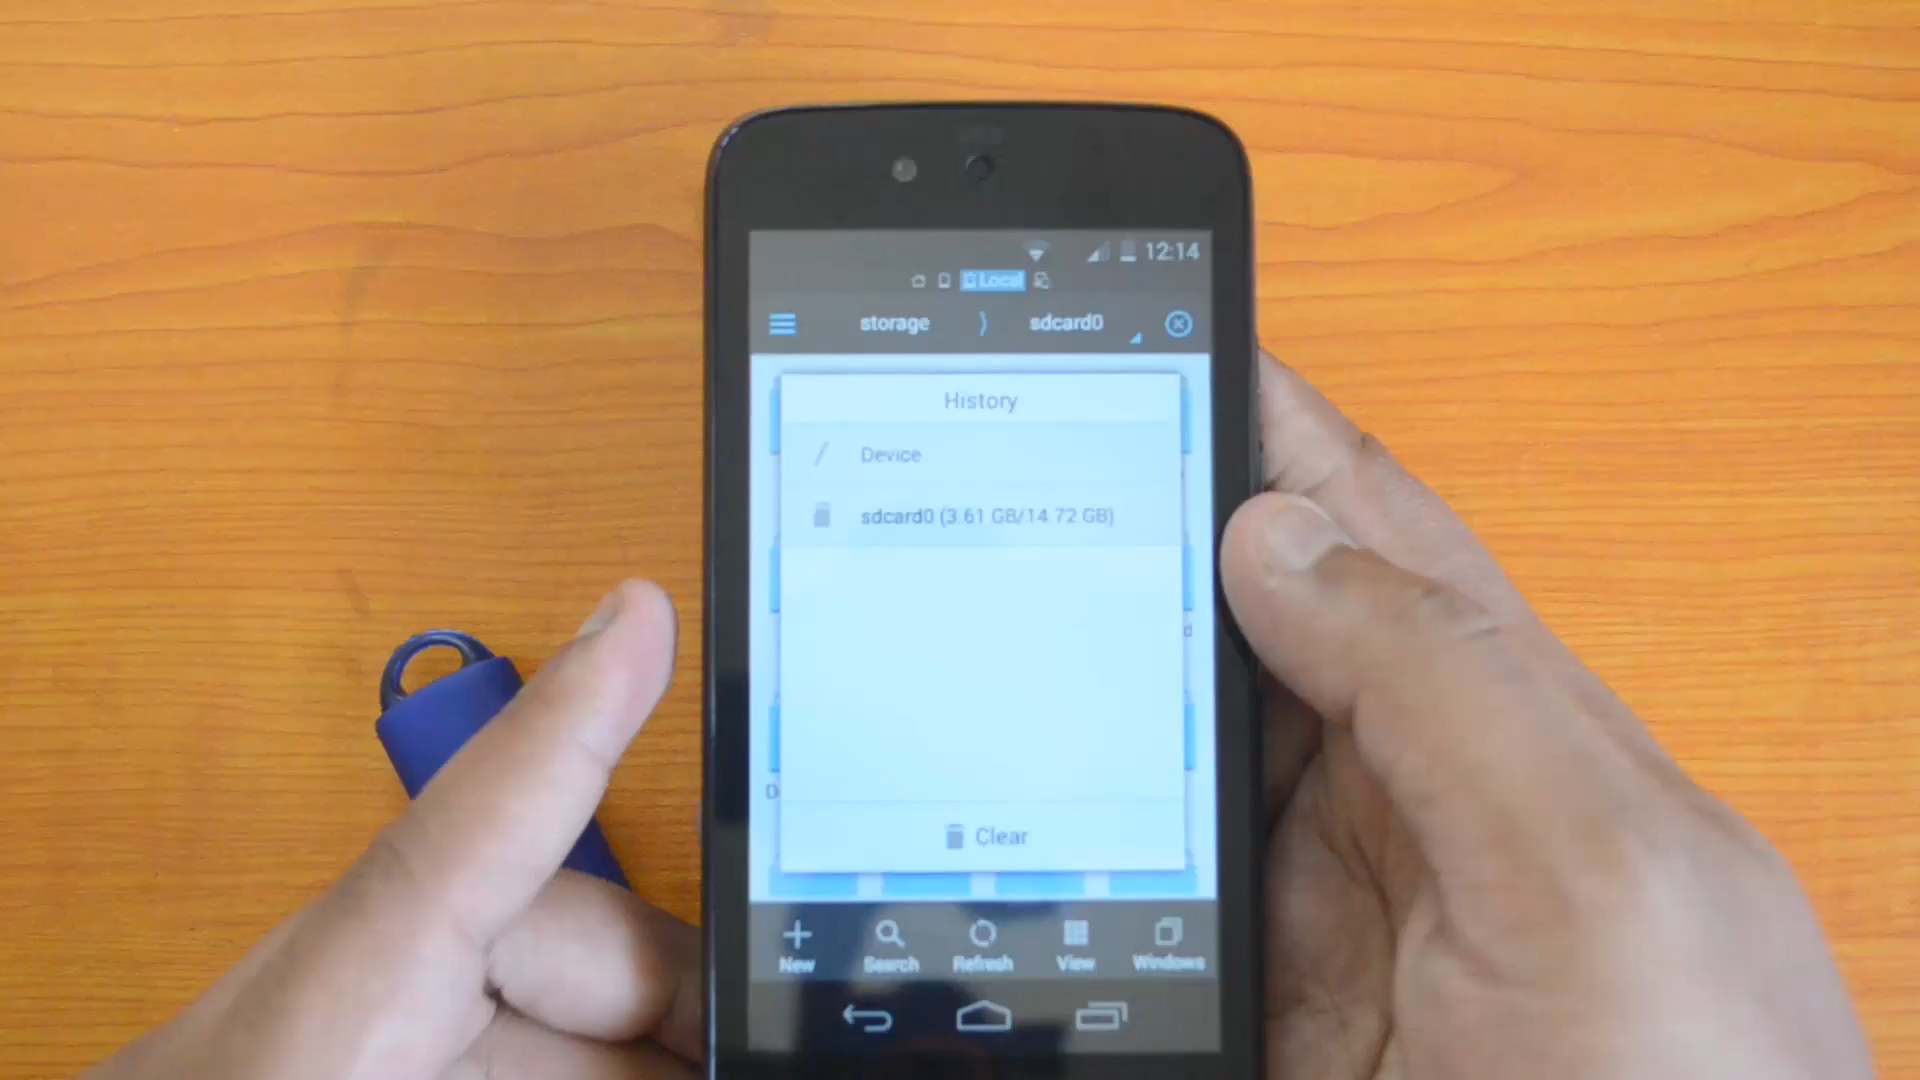 12:14
Local
storage sdcard0
History
/ Device
sdcard0 (3.61 GB/14.72 GB)
d
D
Clear
New Search Refresh View Windows